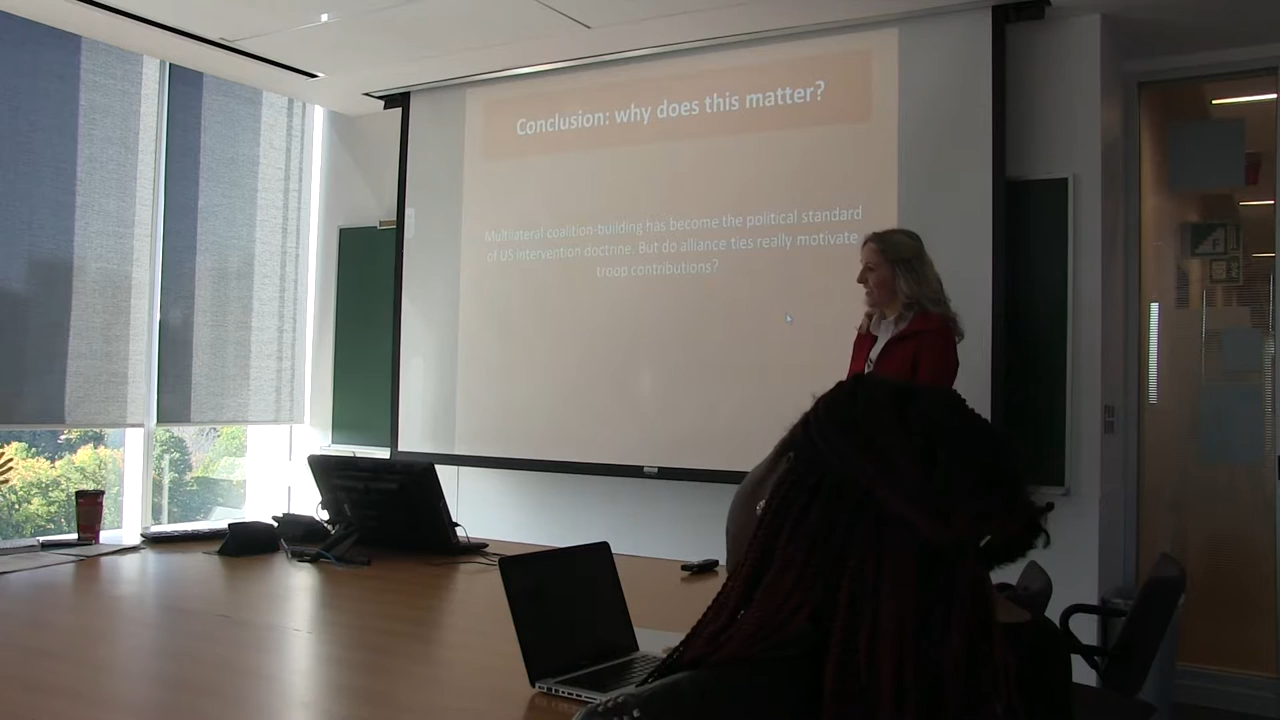 Conclusion: why does this matter?
Multilateral coalition-building has become the political standard
of US intervention doctrine. But do alliance ties really motivate
troop contributions?